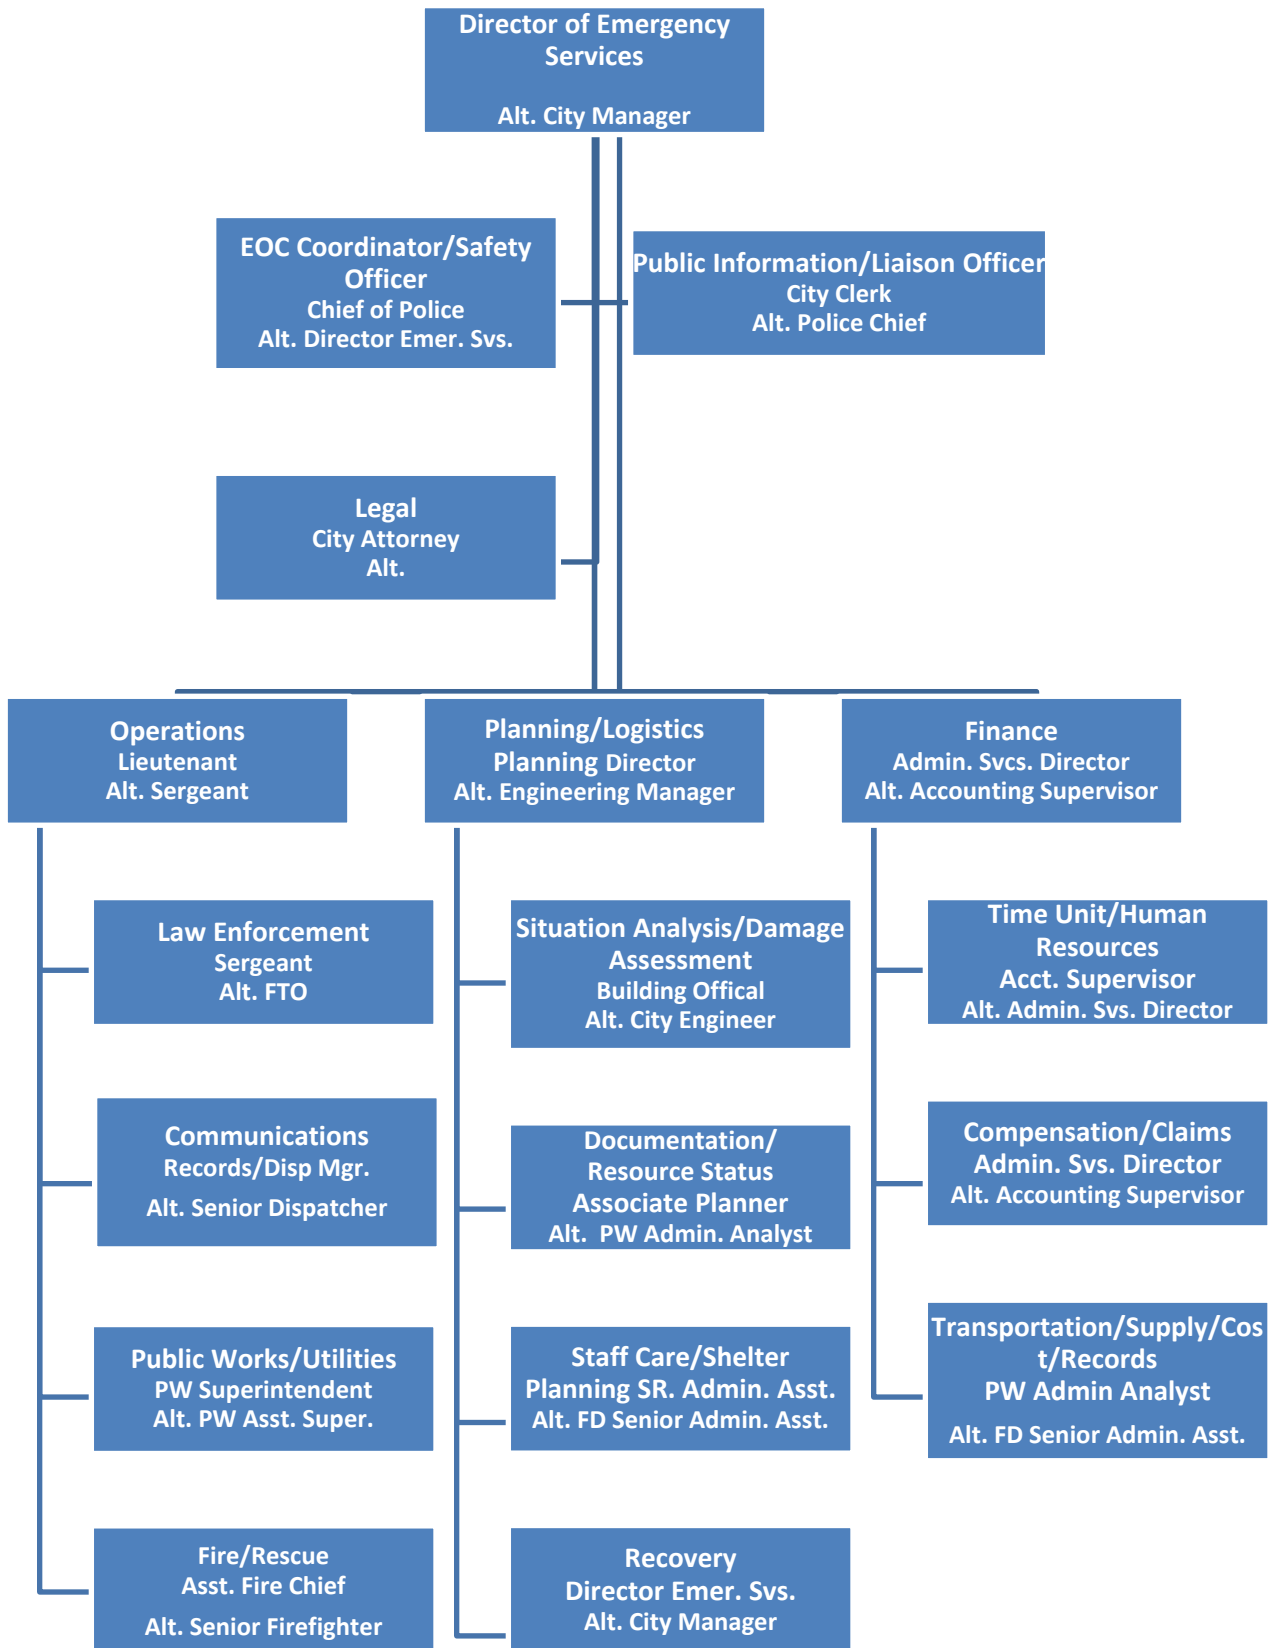 Director of Emergency
Services
Alt. City Manager
EOC Coordinator/Safety
Officer
Chief of Police
Alt. Director Emer. Svs.
Public Information/Liaison Officer
City Clerk
Alt. Police Chief
Legal
City Attorney
Alt.
Operations
Lieutenant
Alt. Sergeant
Planning/Logistics
Planning Director
Alt. Engineering Manager
Finance
Admin. Svcs. Director
Alt. Accounting Supervisor
Law Enforcement
Sergeant
Alt. FTO
Communications
Records/Disp Mgr.
Alt. Senior Dispatcher
Public Works/Utilities
PW Superintendent
Alt. PW Asst. Super.
Fire/Rescue
Asst. Fire Chief
Alt. Senior Firefighter
Situation Analysis/Damage
Assessment
Building Offical
Alt. City Engineer
Documentation/
Resource Status
Associate Planner
Alt.  PW Admin. Analyst
Staff Care/Shelter
Planning SR. Admin. Asst.
Alt. FD Senior Admin. Asst.
Recovery
Director Emer. Svs.
Alt. City Manager
Time Unit/Human
Resources
Acct. Supervisor
Alt. Admin. Svs. Director
Compensation/Claims
Admin. Svs. Director
Alt. Accounting Supervisor
Transportation/Supply/Cos
t/Records
PW Admin Analyst
Alt. FD Senior Admin. Asst.